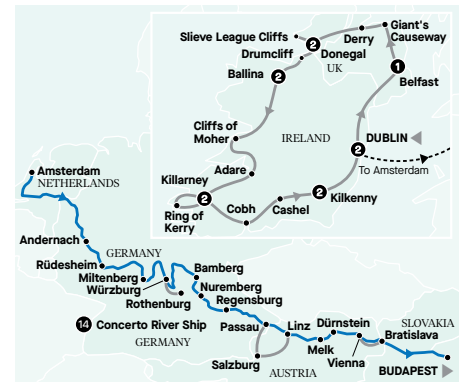 Slieve League Cliffs
2
Derry
Giant's
Causeway
Drumcliff
Donegal
UK
Ballina
2
1
Belfast
Cliffs of
Moher
IRELAND
2
DUBLIN
To Amsterdam
Adare
Killarney
2
Ring of
Kerry
Cobh
Cashel
2
Kilkenny
Amsterdam
NETHERLANDS
Andernach
GERMANY
Rüdesheim
Miltenberg
Würzburg
Rothenburg
Bamberg
Nuremberg
Regensburg
14 Concerto River Ship
GERMANY
Passau
Linz
Dürnstein
SLOVAKIA
Bratislava
Salzburg
Melk
Vienna
AUSTRIA
BUDAPEST